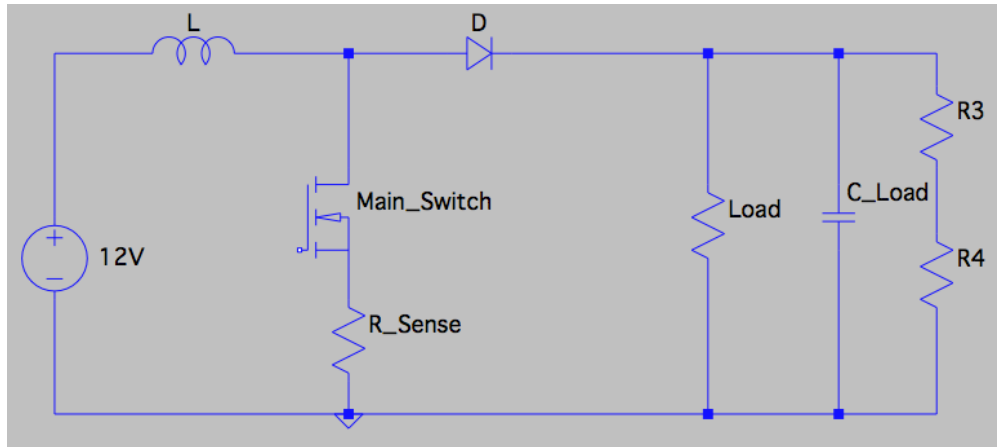 L
D
R3
Main_Switch
Load
C_Load
12V
R4
R_Sense